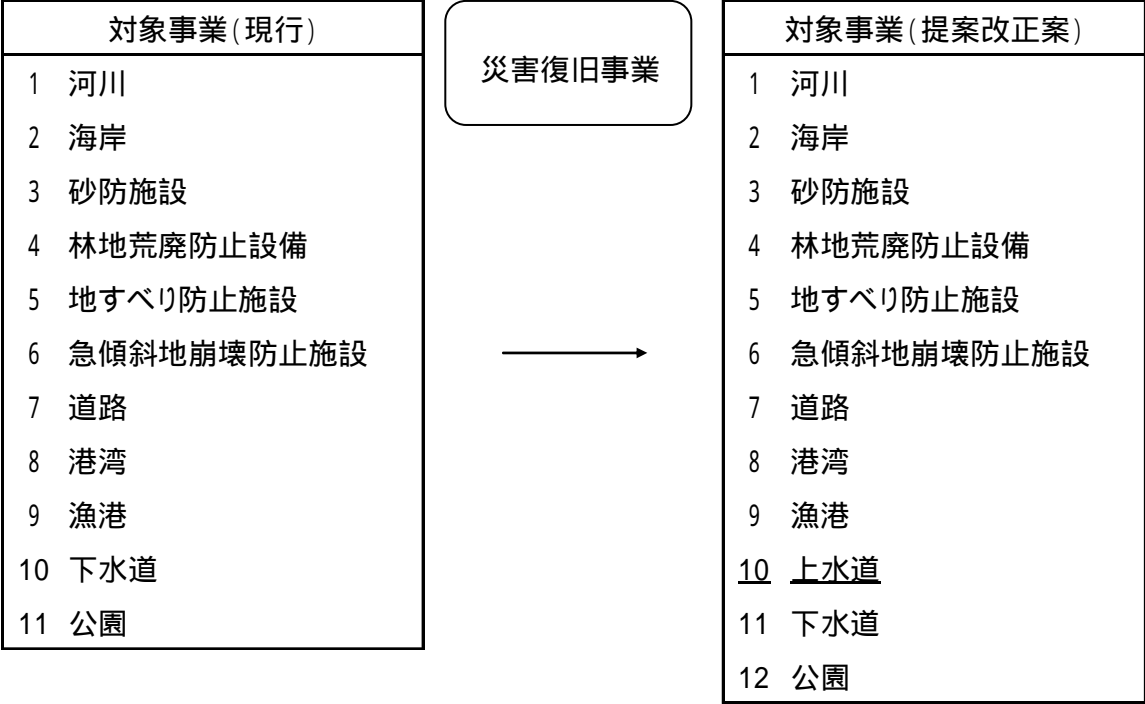 対象事業(現行)
1 河川
2 海岸
3 砂防施設
4 林地荒廃防止設備
5 地すべり防止施設
6 急傾斜地崩壊防止施設
7 道路
8 港湾
9 漁港
10 下水道
11 公園
災害復旧事業
対象事業(提案改正案)
1 河川
2 海岸
3 砂防施設
4 林地荒廃防止設備
5 地すべり防止施設
6 急傾斜地崩壊防止施設
7 道路
8 港湾
9 漁港
10 上水道
11 下水道
12 公園